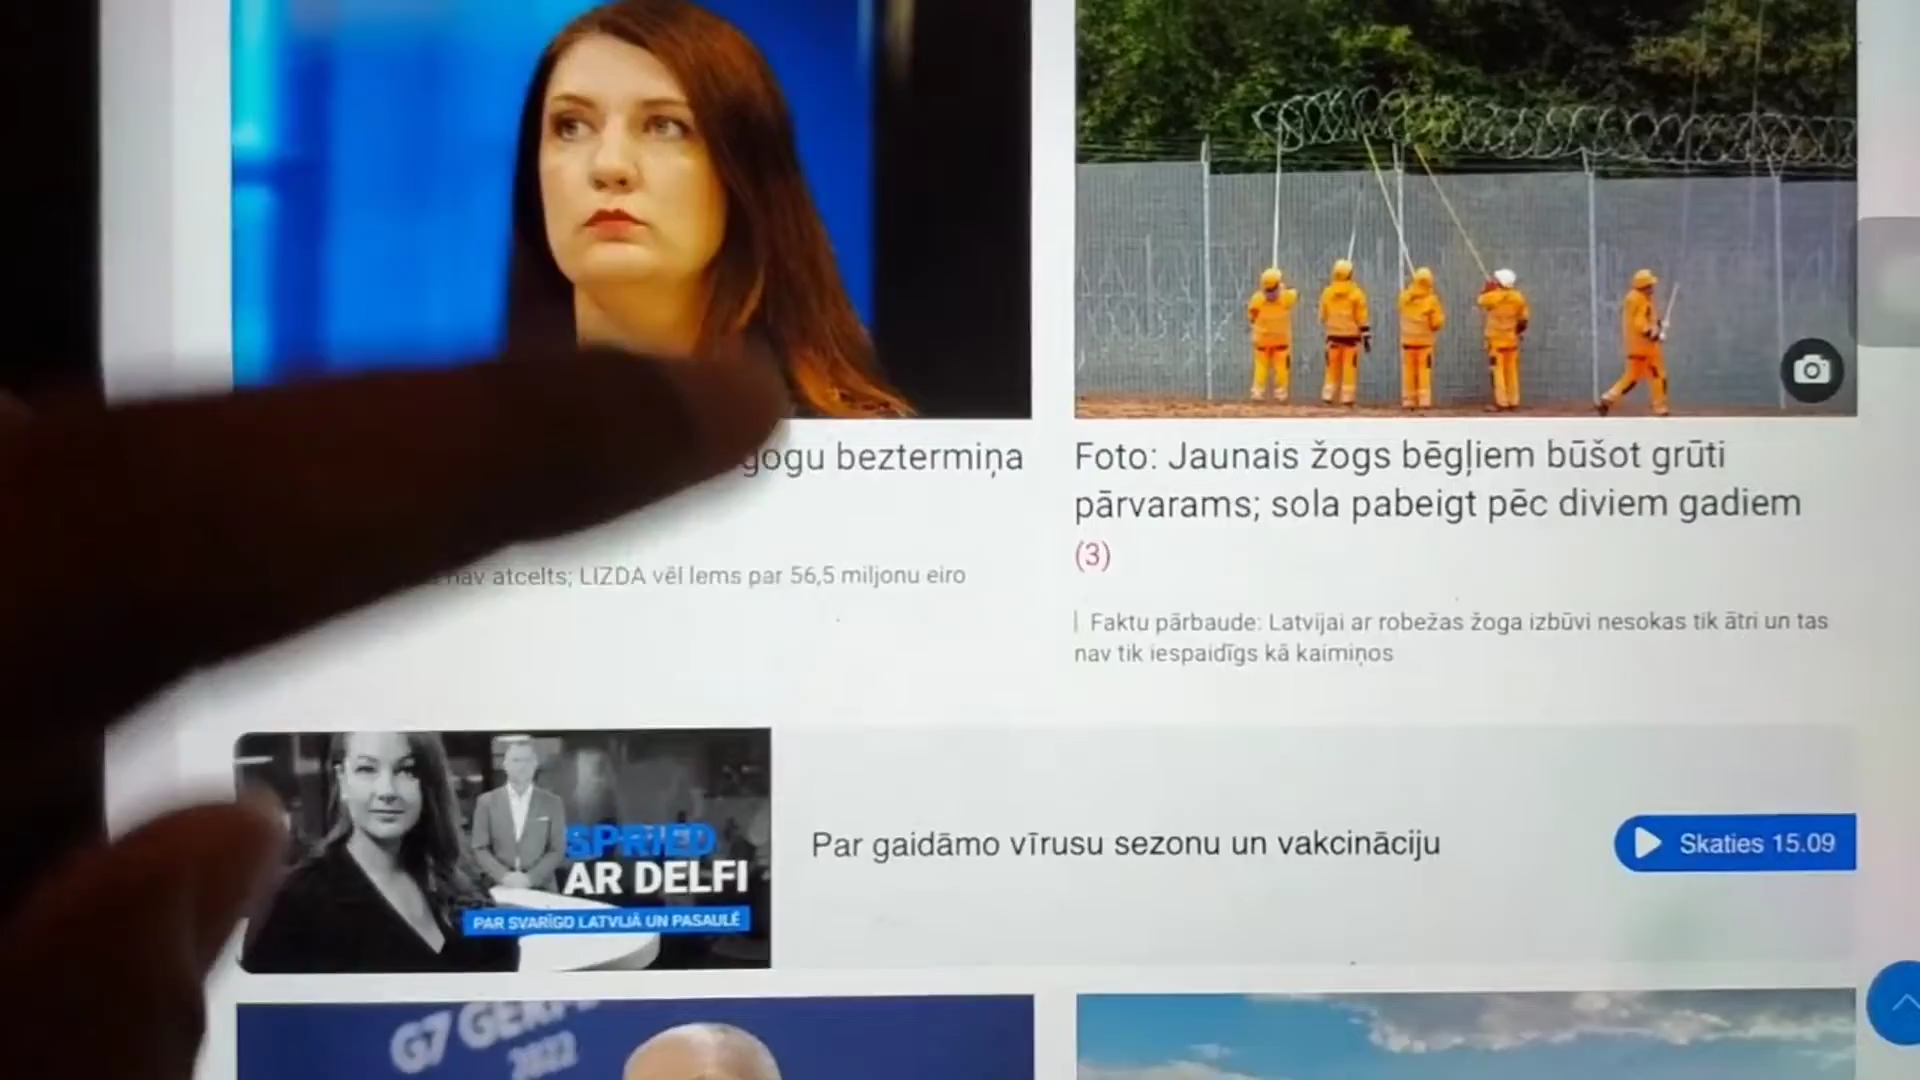 gogu beztermiņa
nav atcelts; LIZDA vēl lems par 56,5 miljonu eiro
Foto: Jaunais žogs bēgļiem būšot grūti
pārvarams; sola pabeigt pēc diviem gadiem
(3)
Faktu pārbaude: Latvijai ar robežas žoga izbūvi nesokas tik ātri un tas
nav tik iespaidīgs kā kaimiņos
SPRIED
AR DELFI
PAR SVARĪGO LATVIJĀ UN PASAULĒ
Par gaidāmo vīrusu sezonu un vakcināciju
Skaties 15.09
G7
2022